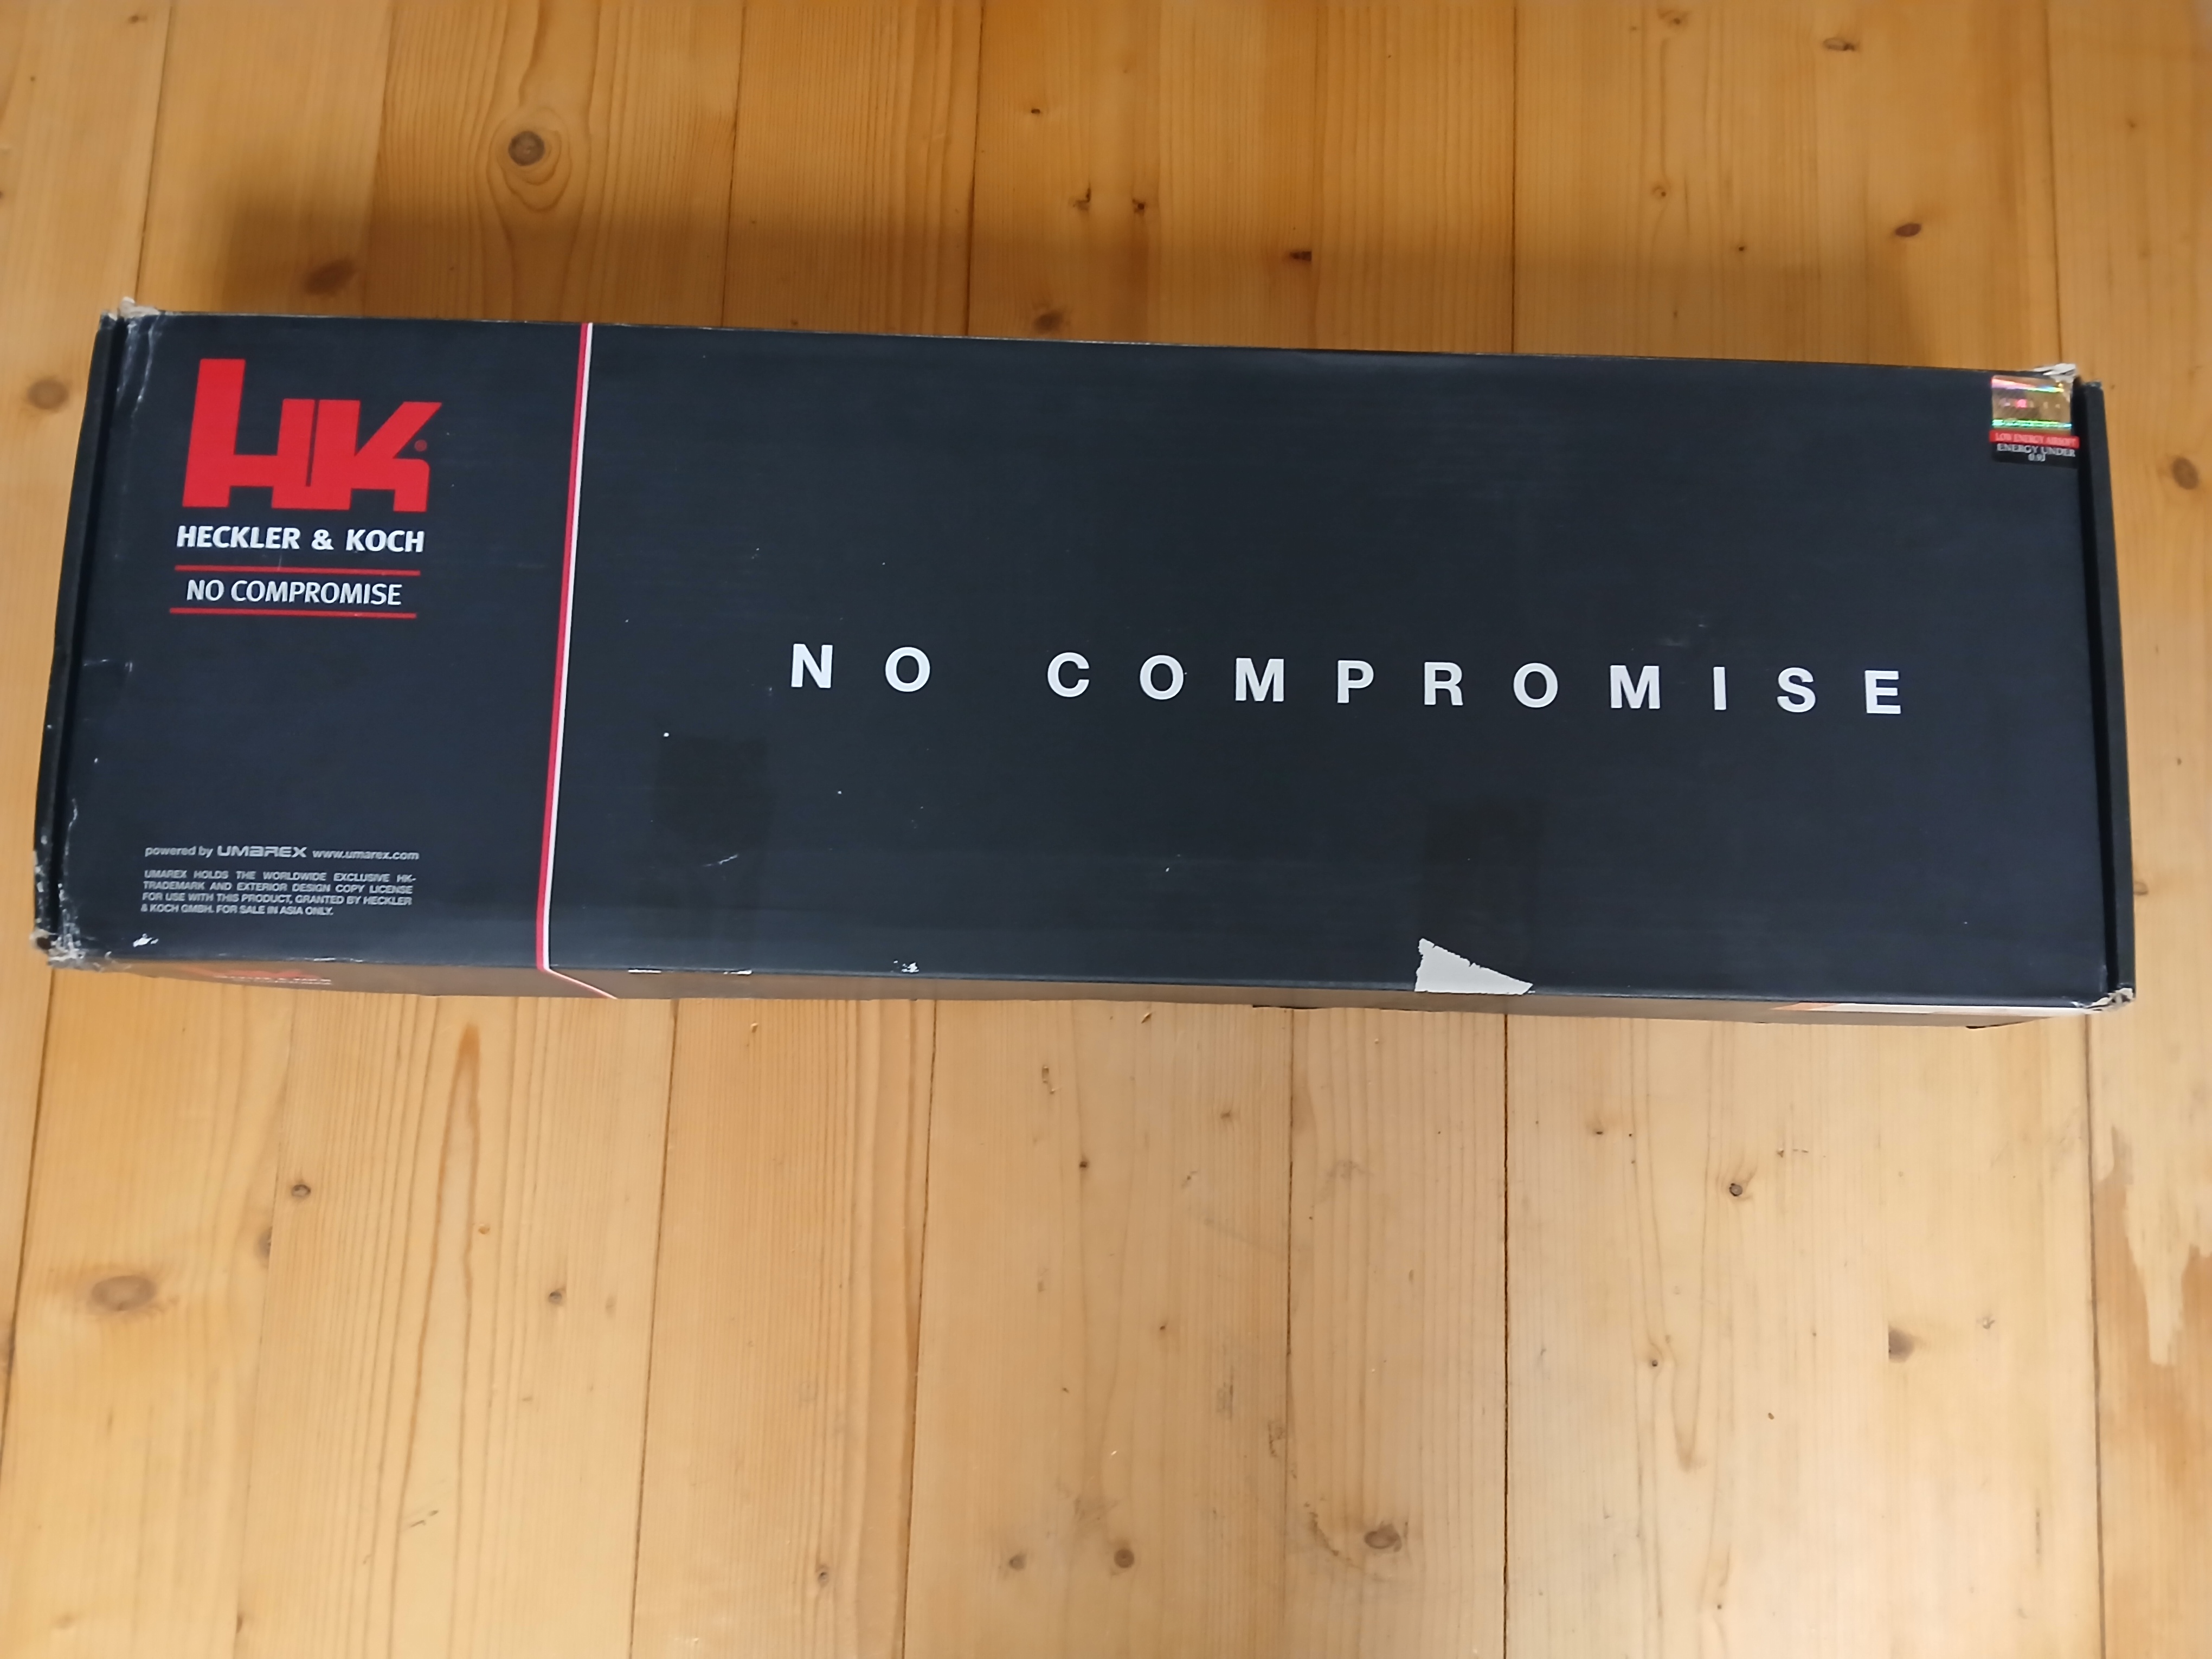 HK®
HECKLER & KOCH
NO COMPROMISE
NO COMPROMISE
LOW ENERGY AIRSOFT
ENERGY UNDER
powered by UMAREX www.umarex.com
UMAREX HOLDS THE WORLDWIDE EXCLUSIVE HK-
TRADEMARK AND EXTERIOR DESIGN COPY LICENSE
FOR USE WITH THIS PRODUCT, GRANTED BY HECKLER
& KOCH GMBH. FOR SALE IN ASIA ONLY.